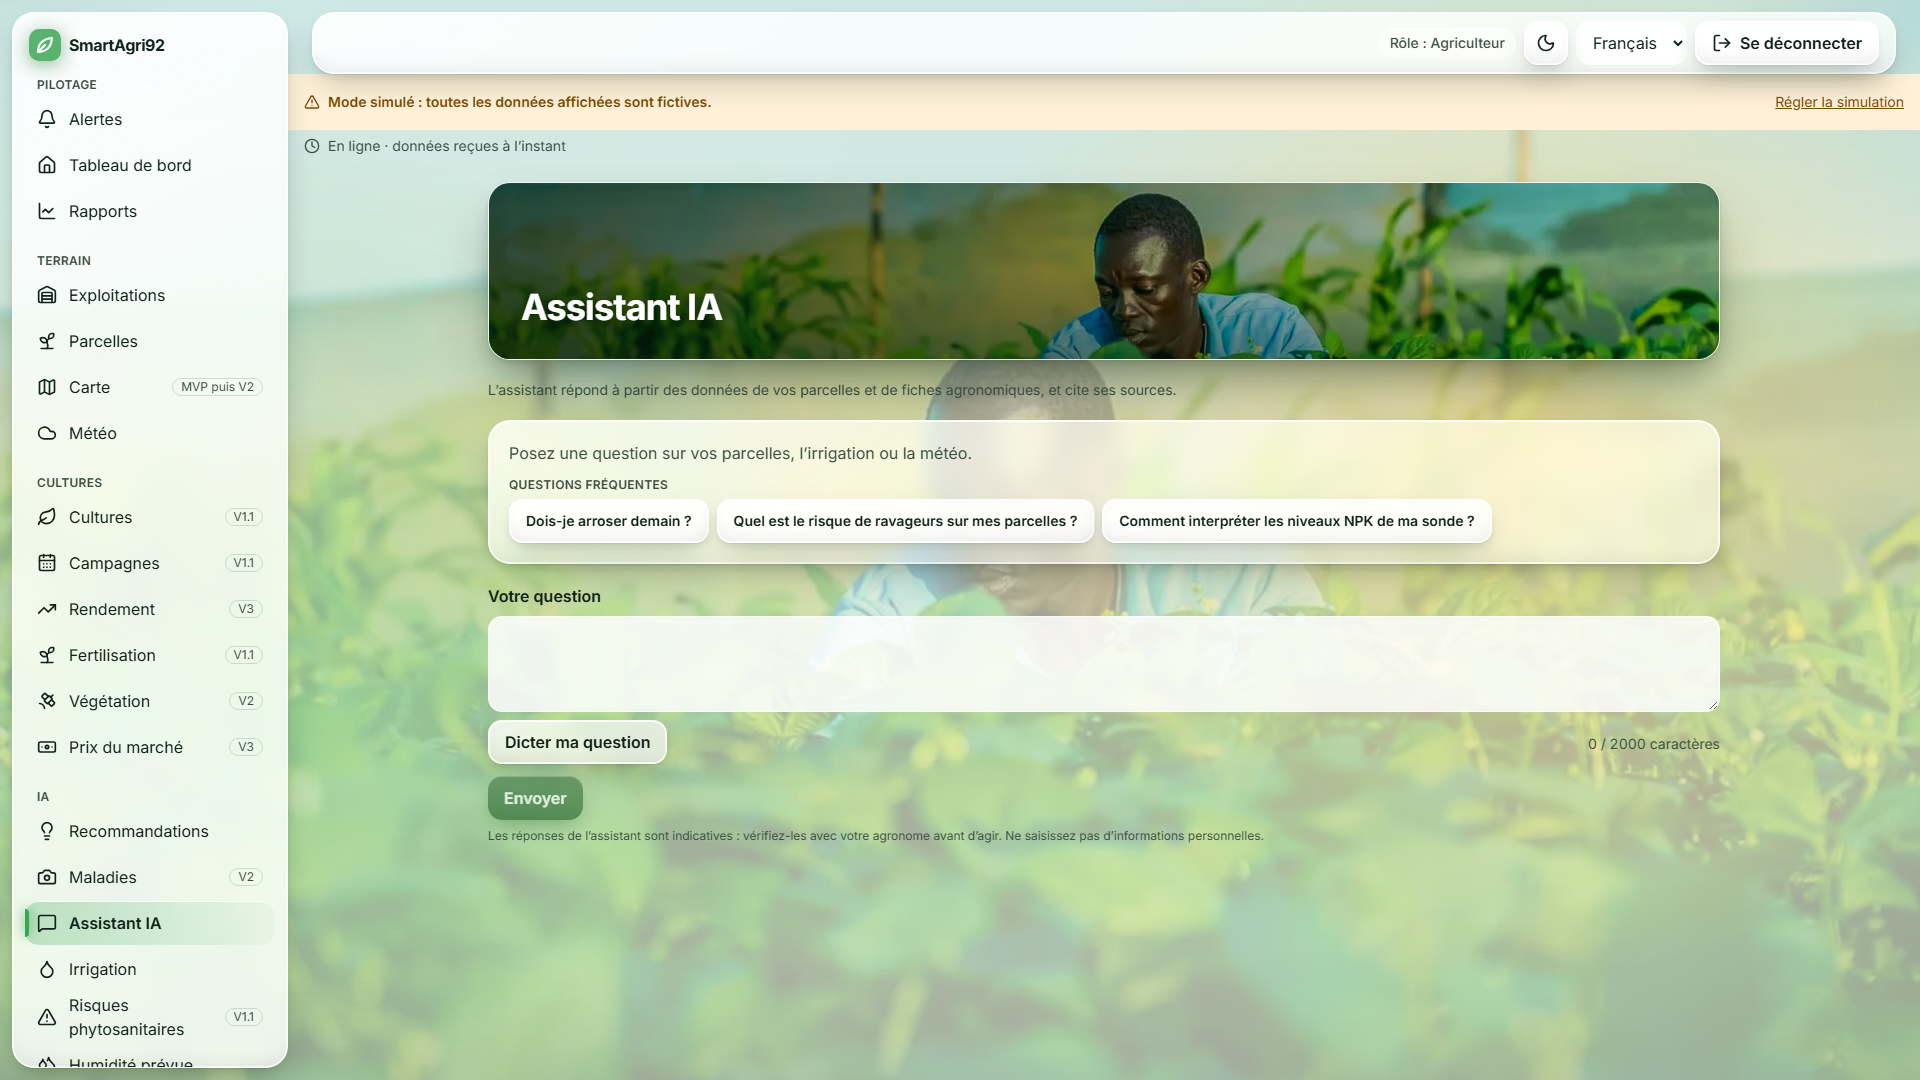 SmartAgri92
PILOTAGE
Alertes
Tableau de bord
Rapports
TERRAIN
Exploitations
Parcelles
Carte MVP puis V2
Météo
CULTURES
Cultures V1.1
Campagnes V1.1
Rendement V3
Fertilisation V1.1
Végétation V2
Prix du marché V3
IA
Recommandations
Maladies V2
Assistant IA
Irrigation
Risques
phytosanitaires V1.1
Humidité prévue
Rôle : Agriculteur Français Se déconnecter
Mode simulé : toutes les données affichées sont fictives. Régler la simulation
En ligne · données reçues à l’instant
Assistant IA
L’assistant répond à partir des données de vos parcelles et de fiches agronomiques, et cite ses sources.
Posez une question sur vos parcelles, l’irrigation ou la météo.
QUESTIONS FRÉQUENTES
Dois-je arroser demain ? Quel est le risque de ravageurs sur mes parcelles ? Comment interpréter les niveaux NPK de ma sonde ?
Votre question
Dicter ma question 0 / 2000 caractères
Envoyer
Les réponses de l’assistant sont indicatives : vérifiez-les avec votre agronome avant d’agir. Ne saisissez pas d’informations personnelles.